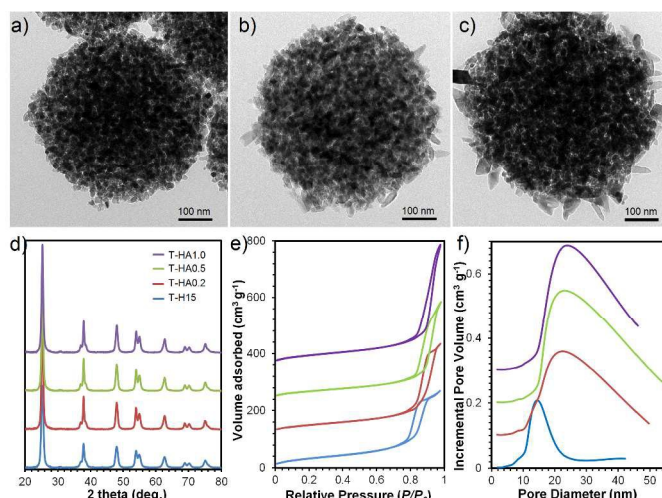 a)
100 nm
b)
100 nm
c)
100 nm
d)
T-HA1.0
T-HA0.5
T-HA0.2
T-H15
20 30 40 50 60 70 80
2 theta (deg.)
e)
800
600
400
200
0
0 0.2 0.4 0.6 0.8 1
Volume adsorbed (cm³ g⁻¹)
f)
0.6
0.4
0.2
0
0 10 20 30 40 50
Incremental Pore Volume (cm³ g⁻¹)
Pore Diameter (nm)